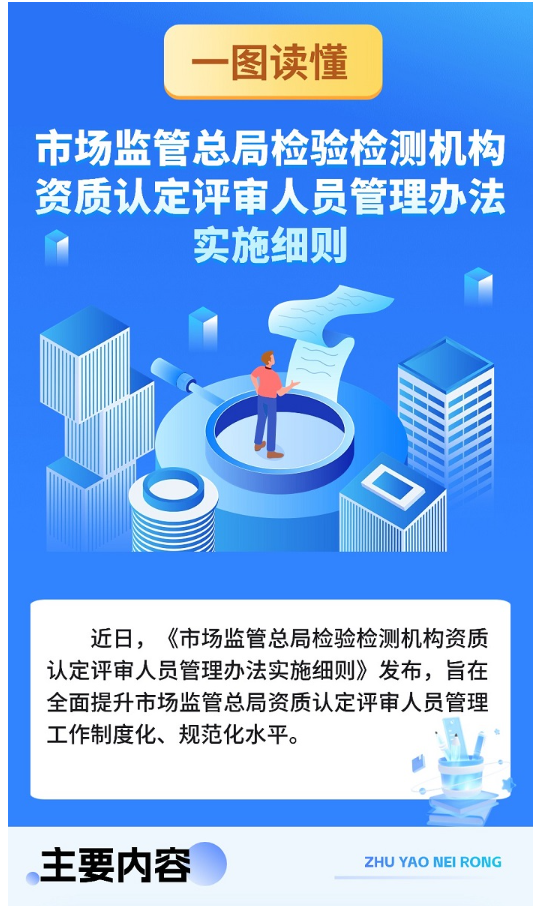 一图读懂
市场监管总局检验检测机构
资质认定评审人员管理办法
实施细则
近日，《市场监管总局检验检测机构资质
认定评审人员管理办法实施细则》发布，旨在
全面提升市场监管总局资质认定评审人员管理
工作制度化、规范化水平。
主要内容
ZHU YAO NEI RONG